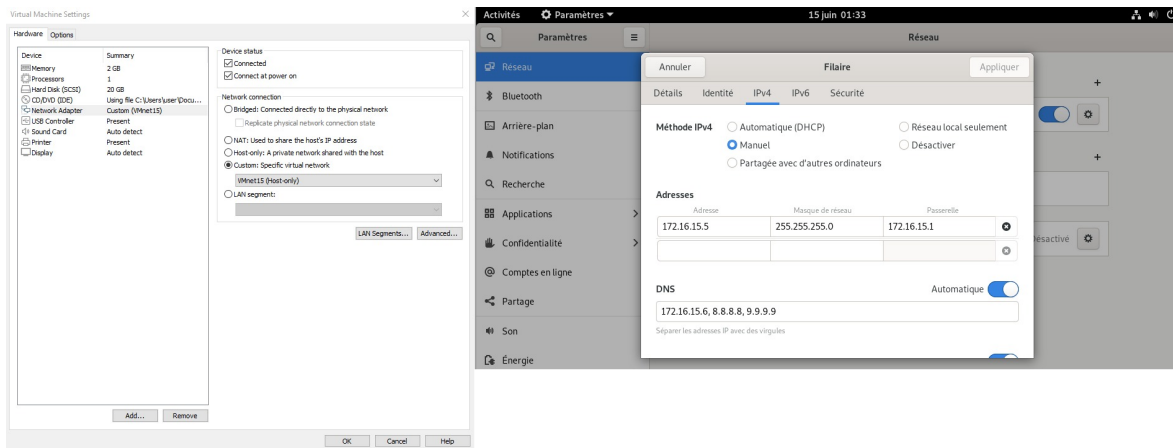 Virtual Machine Settings
Hardware Options
Device Summary
Memory 2 GB
Processors 1
Hard Disk (SCSI) 20 GB
CD/DVD (IDE) Using file C:\Users\user\Docu...
Network Adapter Custom (VMnet15)
USB Controller Present
Sound Card Auto detect
Printer Present
Display Auto detect
Add... Remove
Device status
Connected
Connect at power on
Network connection
Bridged: Connected directly to the physical network
Replicate physical network connection state
NAT: Used to share the host's IP address
Host-only: A private network shared with the host
Custom: Specific virtual network
VMnet15 (Host-only)
LAN segment:
LAN Segments... Advanced...
OK Cancel Help
Activités Paramètres 15 juin 01:33
Paramètres Réseau
Réseau
Bluetooth
Arrière-plan
Notifications
Recherche
Applications
Confidentialité
Comptes en ligne
Partage
Son
Énergie
Annuler Filaire Appliquer
Détails Identité IPv4 IPv6 Sécurité
Méthode IPv4 Automatique (DHCP) Réseau local seulement
Manuel Désactiver
Partagée avec d'autres ordinateurs
Adresses
Adresse Masque de réseau Passerelle
172.16.15.5 255.255.255.0 172.16.15.1
DNS Automatique
172.16.15.6, 8.8.8.8, 9.9.9.9
Séparer les adresses IP avec des virgules